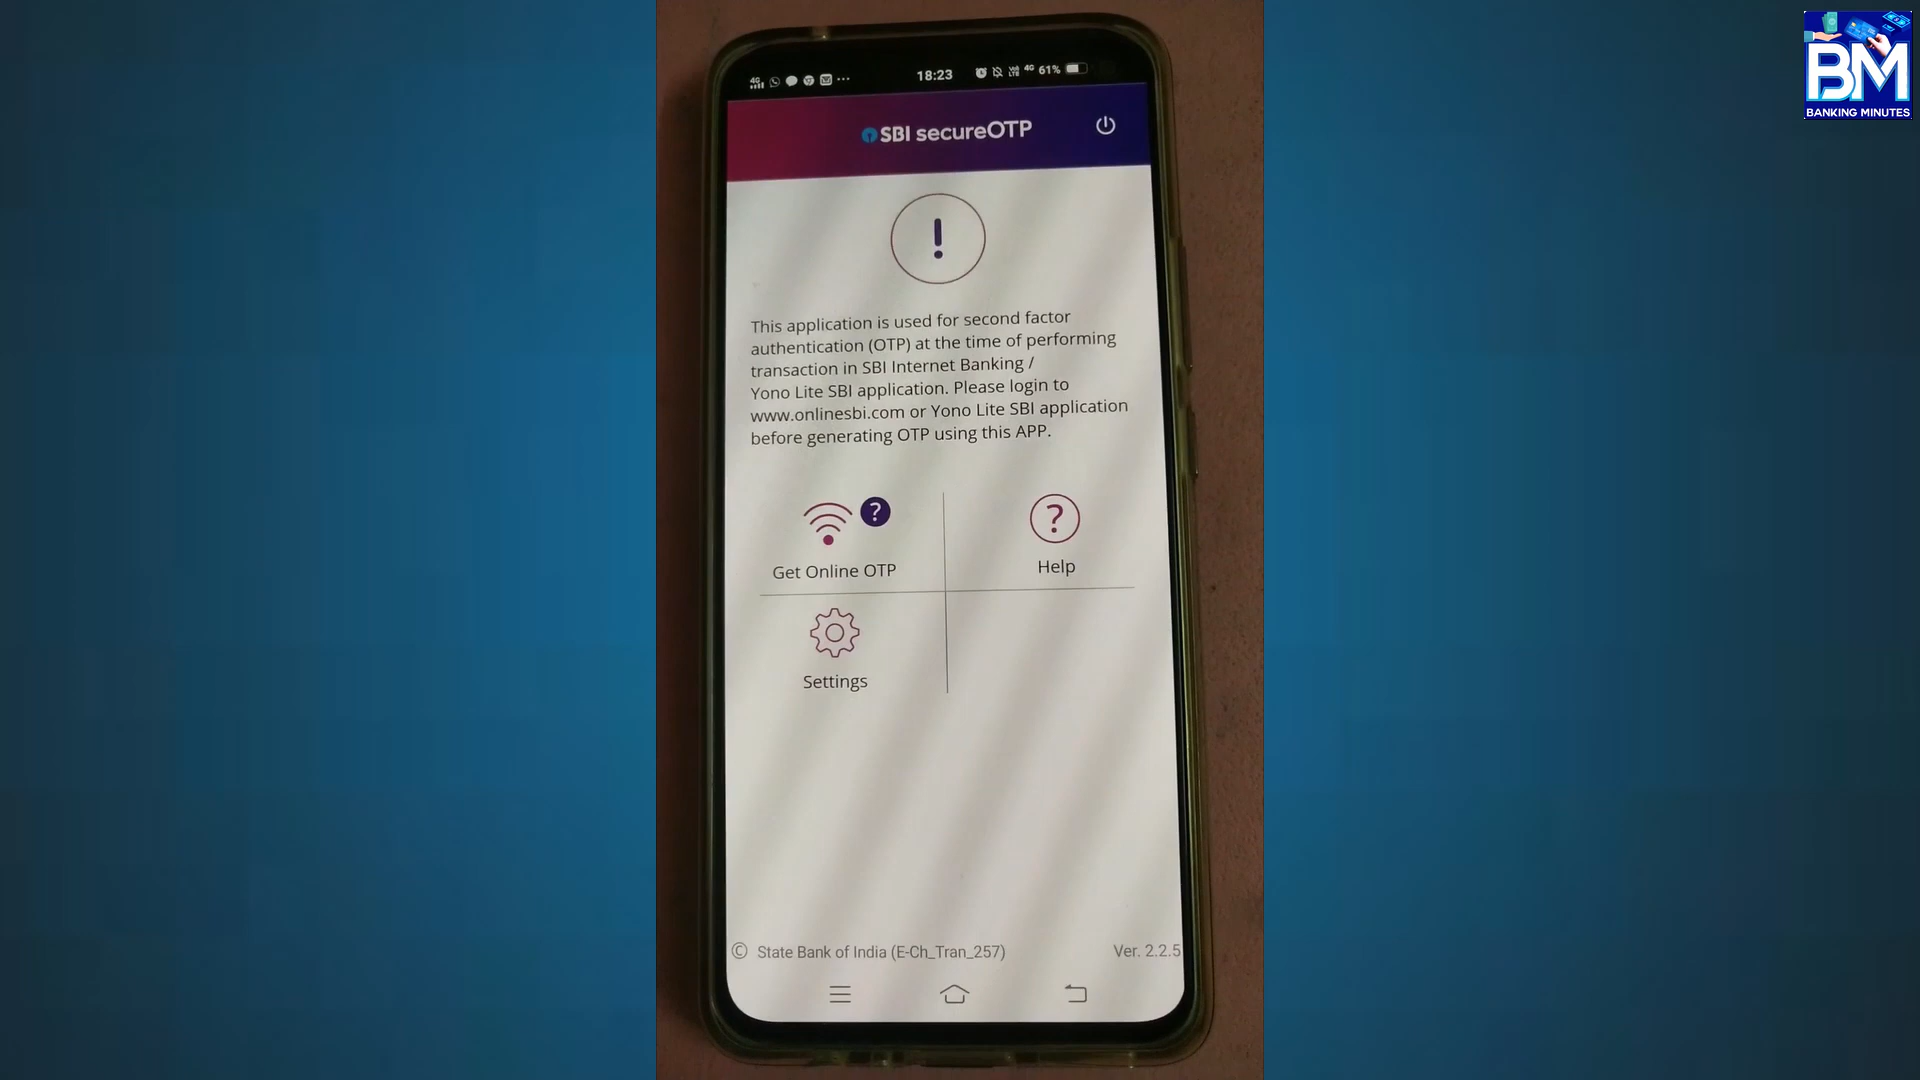 BM
BANKING MINUTES
4G
18:23
4G 61%
SBI secureOTP
!
This application is used for second factor
authentication (OTP) at the time of performing
transaction in SBI Internet Banking /
Yono Lite SBI application. Please login to
www.onlinesbi.com or Yono Lite SBI application
before generating OTP using this APP.
?
?
Get Online OTP
Help
Settings
© State Bank of India (E-Ch_Tran_257)
Ver. 2.2.5